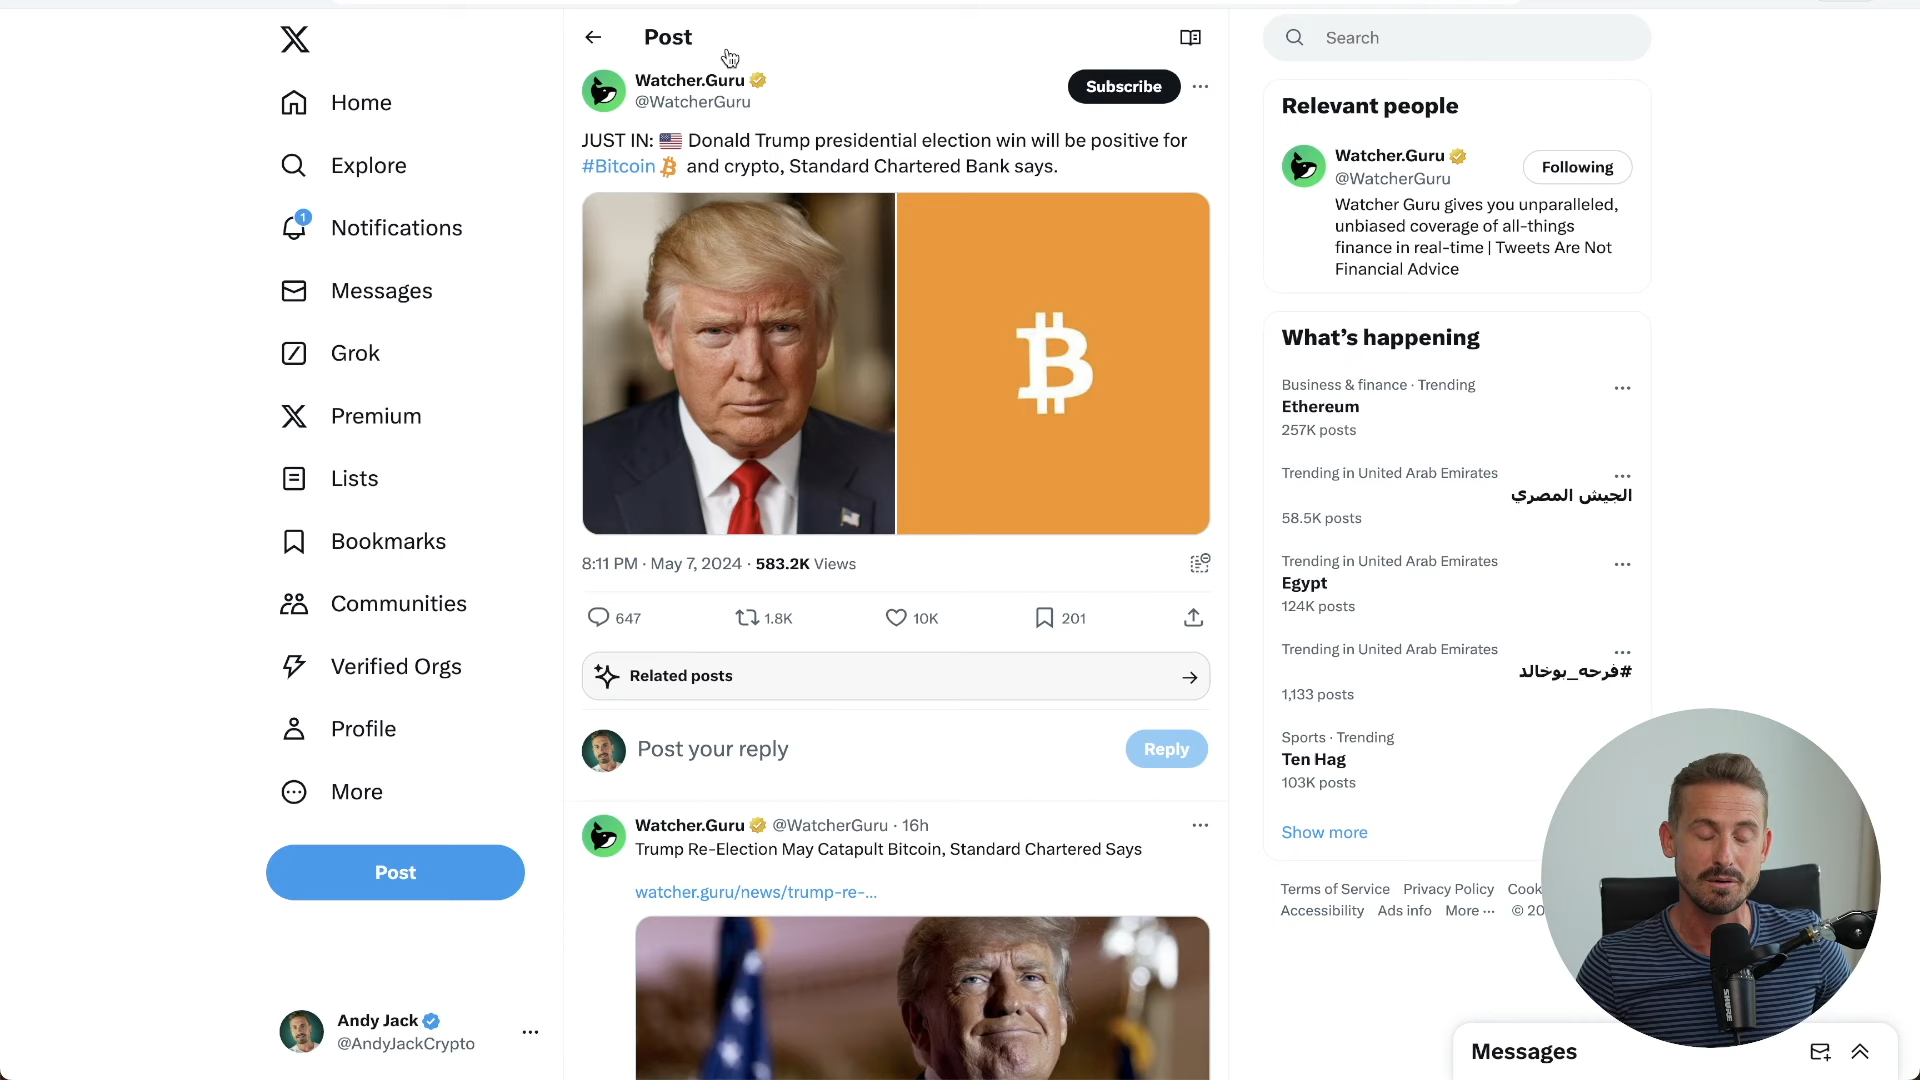 Home
Explore
1
Notifications
Messages
Grok
Premium
Lists
Bookmarks
Communities
Verified Orgs
Profile
More
Post
Andy Jack
@AndyJackCrypto
Post
Watcher.Guru
@WatcherGuru
Subscribe
JUST IN: 🇺🇸 Donald Trump presidential election win will be positive for
#Bitcoin and crypto, Standard Chartered Bank says.
8:11 PM · May 7, 2024 · 583.2K Views
647
1.8K
10K
201
Related posts
Post your reply
Reply
Watcher.Guru @WatcherGuru · 16h
Trump Re-Election May Catapult Bitcoin, Standard Chartered Says
watcher.guru/news/trump-re-...
Search
Relevant people
Watcher.Guru
@WatcherGuru
Following
Watcher Guru gives you unparalleled,
unbiased coverage of all-things
finance in real-time | Tweets Are Not
Financial Advice
What's happening
Business & finance · Trending
Ethereum
257K posts
Trending in United Arab Emirates
الجيش المصري
58.5K posts
Trending in United Arab Emirates
Egypt
124K posts
Trending in United Arab Emirates
#فرحه_بوخالد
1,133 posts
Sports · Trending
Ten Hag
103K posts
Show more
Terms of Service Privacy Policy Cook
Accessibility Ads info More ··· © 20
SHURE
Messages